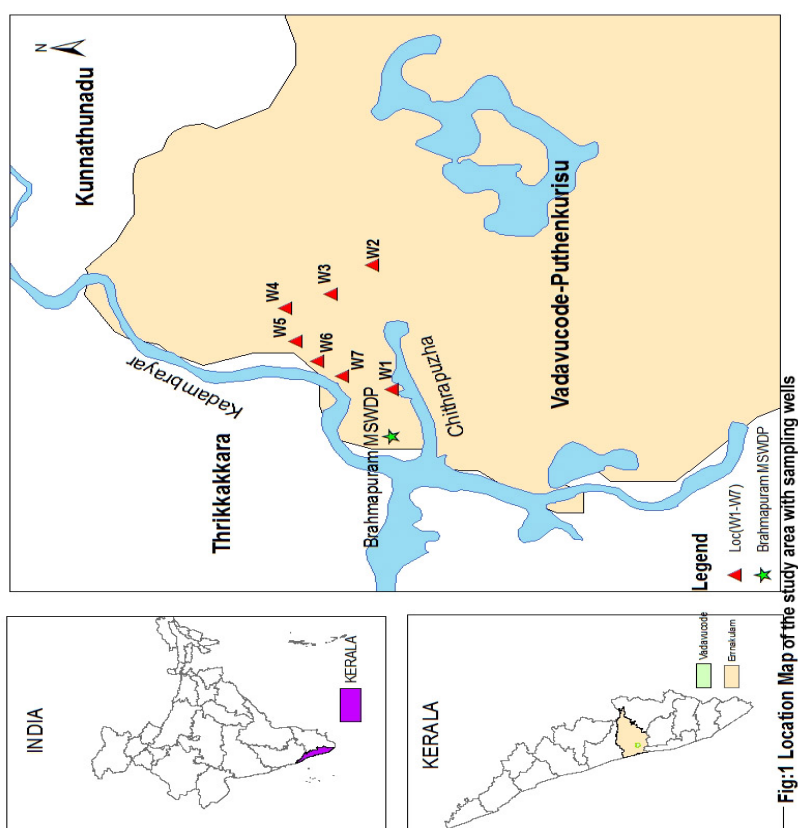 INDIA
KERALA
KERALA
Vadavucode
Ernakulam
N
Kunnathunadu
Thrikkakkara
Kadambrayar
W4
W5
W3
W6
W2
W7
W1
Brahmapuram MSWDP
Chithrapuzha
Vadavucode-Puthenkurisu
Legend
Loc(W1-W7)
Brahmapuram MSWDP
Fig:1 Location Map of the study area with sampling wells